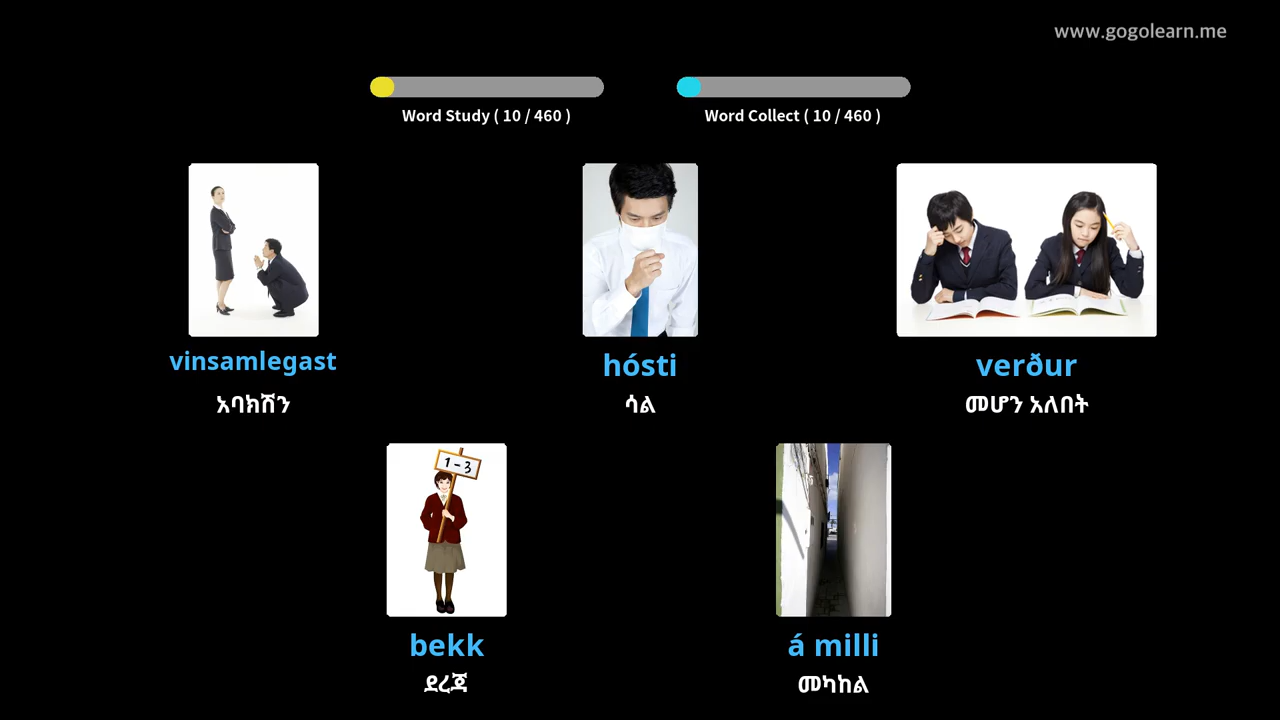 www.gogolearn.me
Word Study ( 10 / 460 )
Word Collect ( 10 / 460 )
vinsamlegast
አባክሽን
hósti
ሳል
verður
መሆን አለበት
1 - 3
bekk
ደረጃ
á milli
መካከል